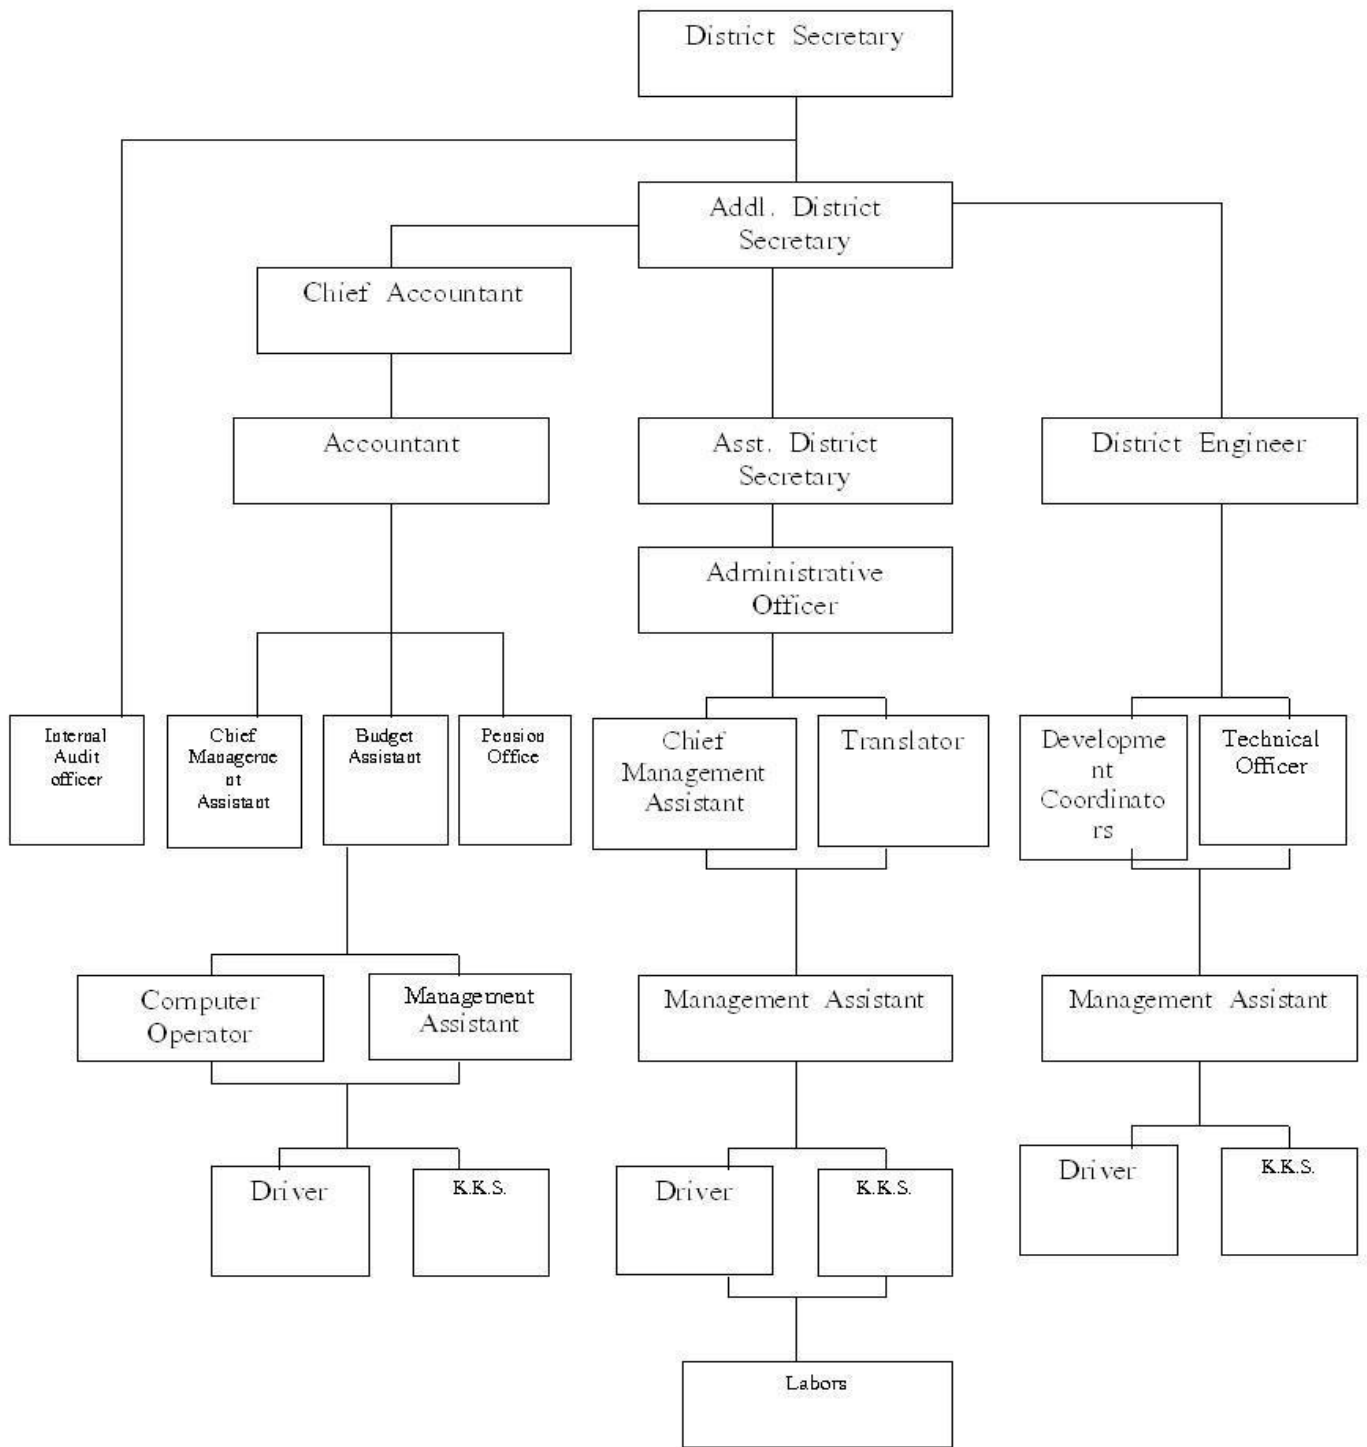 District Secretary
Addl. District
Secretary
Chief Accountant
Accountant
Asst. District
Secretary
District Engineer
Administrative
Officer
Internal
Audit
officer
Chief
Manageme
nt
Assistant
Budget
Assistant
Pension
Office
Chief
Management
Assistant
Translator
Developme
nt
Coordinato
rs
Technical
Officer
Computer
Operator
Management
Assistant
Management Assistant
Management Assistant
Driver
K.K.S.
Driver
K.K.S.
Driver
K.K.S.
Labors